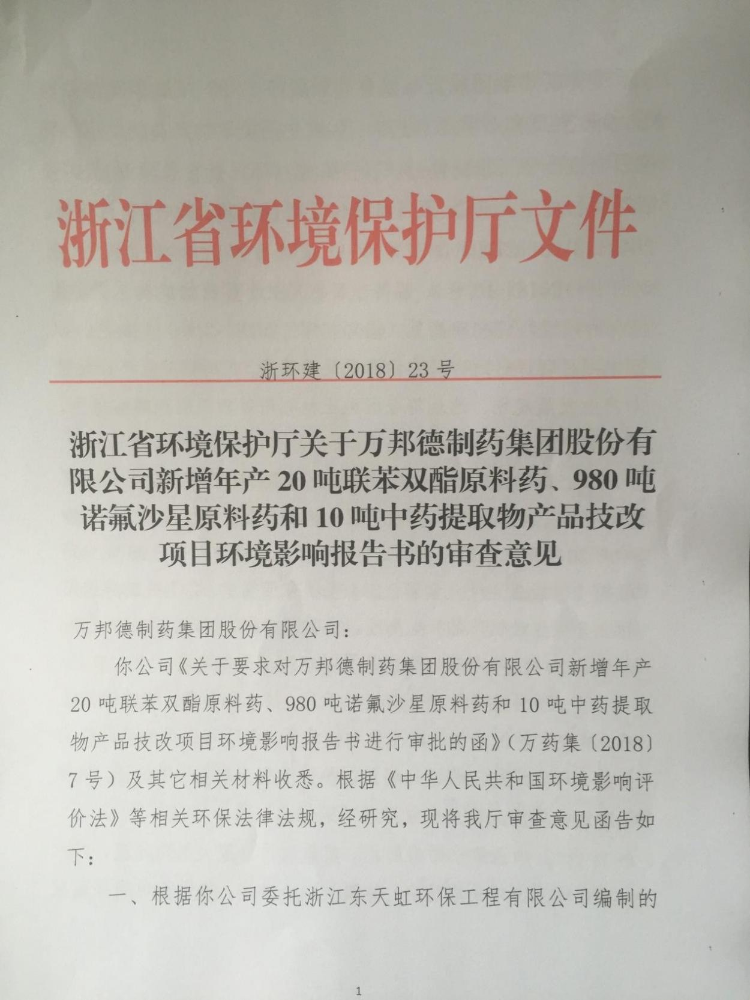 浙江省环境保护厅文件
浙环建〔2018〕23号
浙江省环境保护厅关于万邦德制药集团股份有
限公司新增年产20吨联苯双酯原料药、980吨
诺氟沙星原料药和10吨中药提取物产品技改
项目环境影响报告书的审查意见
万邦德制药集团股份有限公司：
你公司《关于要求对万邦德制药集团股份有限公司新增年产
20吨联苯双酯原料药、980吨诺氟沙星原料药和10吨中药提取
物产品技改项目环境影响报告书进行审批的函》（万药集〔2018〕
7号）及其它相关材料收悉。根据《中华人民共和国环境影响评
价法》等相关环保法律法规，经研究，现将我厅审查意见函告如
下：
一、根据你公司委托浙江东天虹环保工程有限公司编制的
1